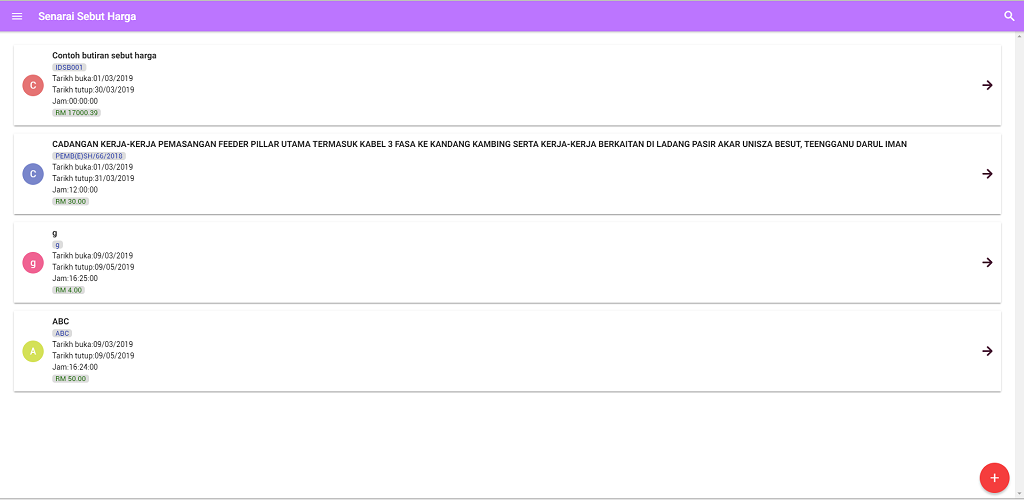 Senarai Sebut Harga
Contoh butiran sebut harga
C
IDSB001
Tarikh buka:01/03/2019
Tarikh tutup:30/03/2019
Jam:00:00:00
RM 17000.39
CADANGAN KERJA-KERJA PEMASANGAN FEEDER PILLAR UTAMA TERMASUK KABEL 3 FASA KE KANDANG KAMBING SERTA KERJA-KERJA BERKAITAN DI LADANG PASIR AKAR UNISZA BESUT, TEENGGANU DARUL IMAN
C
PEMB(E)SH/66/2018
Tarikh buka:01/03/2019
Tarikh tutup:31/03/2019
Jam:12:00:00
RM 30.00
g
g
g
Tarikh buka:09/03/2019
Tarikh tutup:09/05/2019
Jam:16:25:00
RM 4.00
ABC
A
ABC
Tarikh buka:09/03/2019
Tarikh tutup:09/05/2019
Jam:16:24:00
RM 50.00